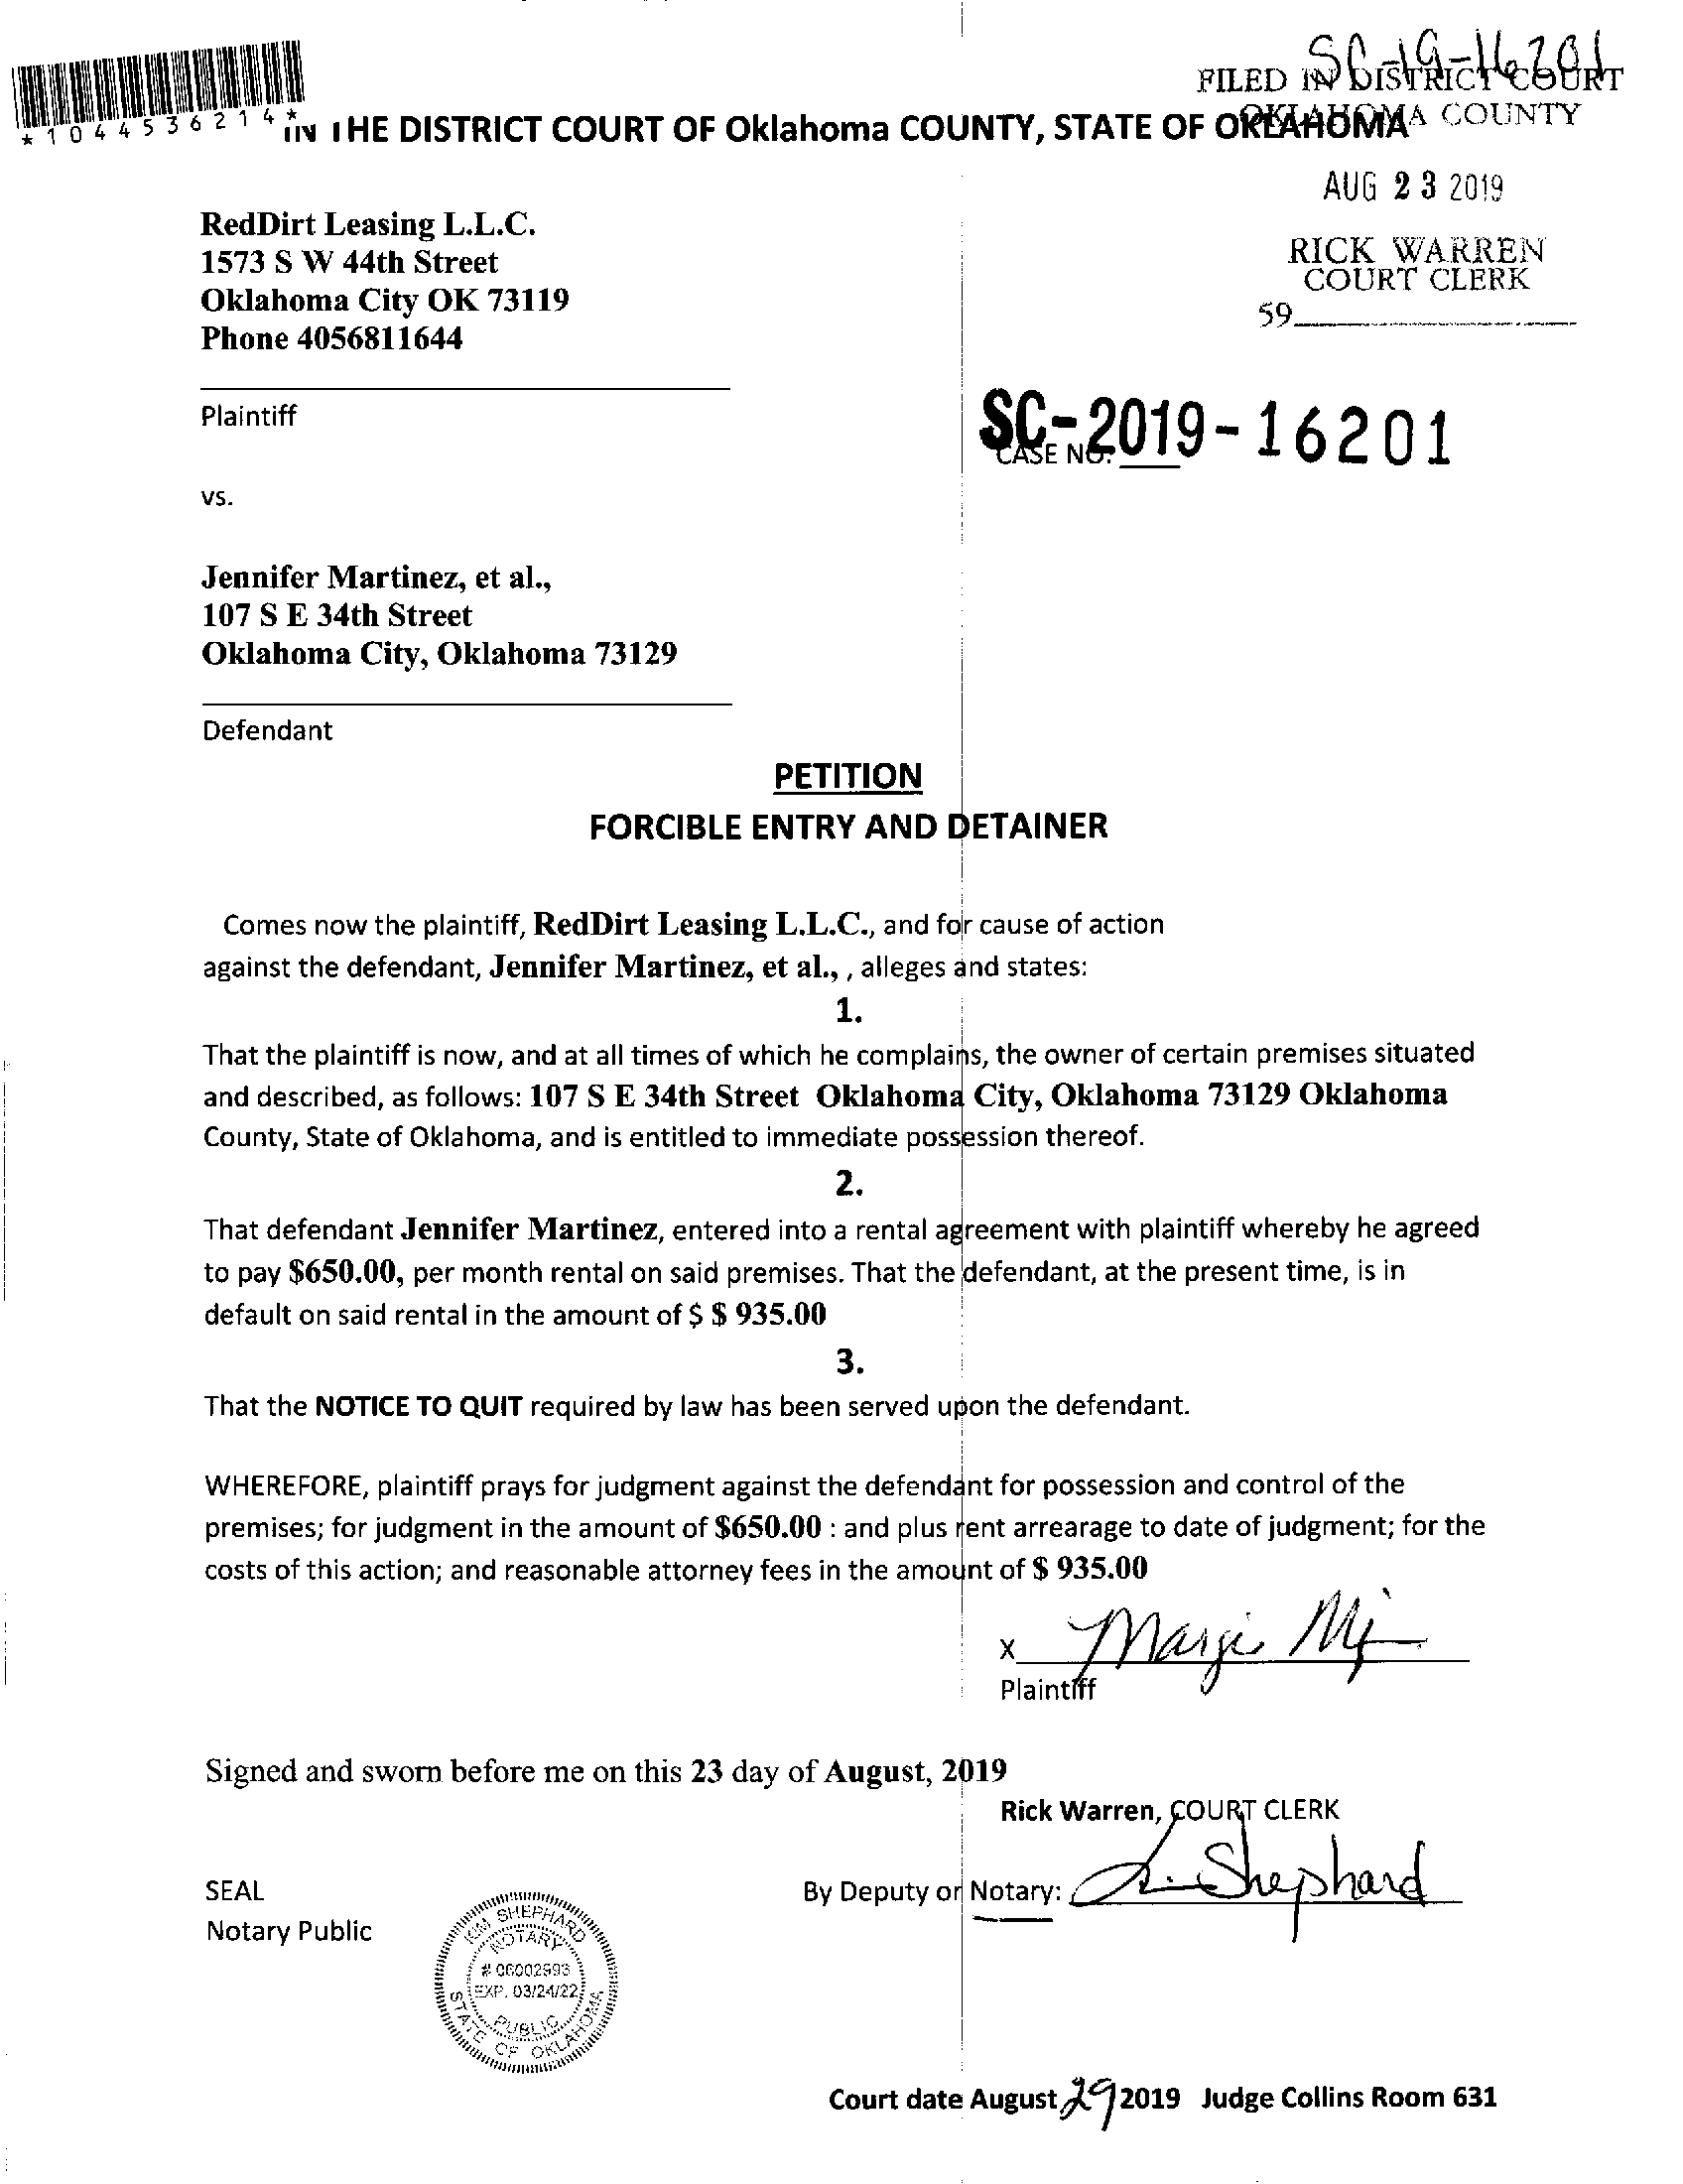 SC-19-16201
FILED IN DISTRICT COURT
OKLAHOMA COUNTY
*1044536214*
IN THE DISTRICT COURT OF Oklahoma COUNTY, STATE OF OKLAHOMA
AUG 23 2019
RICK WARREN
COURT CLERK
59
RedDirt Leasing L.L.C.
1573 S W 44th Street
Oklahoma City OK 73119
Phone 4056811644
Plaintiff
SC-2019-16201
CASE NO.
vs.
Jennifer Martinez, et al.,
107 S E 34th Street
Oklahoma City, Oklahoma 73129
Defendant
PETITION
FORCIBLE ENTRY AND DETAINER
Comes now the plaintiff, RedDirt Leasing L.L.C., and for cause of action
against the defendant, Jennifer Martinez, et al., , alleges and states:
1.
That the plaintiff is now, and at all times of which he complains, the owner of certain premises situated
and described, as follows: 107 S E 34th Street Oklahoma City, Oklahoma 73129 Oklahoma
County, State of Oklahoma, and is entitled to immediate possession thereof.
2.
That defendant Jennifer Martinez, entered into a rental agreement with plaintiff whereby he agreed
to pay $650.00, per month rental on said premises. That the defendant, at the present time, is in
default on said rental in the amount of $ $ 935.00
3.
That the NOTICE TO QUIT required by law has been served upon the defendant.
WHEREFORE, plaintiff prays for judgment against the defendant for possession and control of the
premises; for judgment in the amount of $650.00 : and plus rent arrearage to date of judgment; for the
costs of this action; and reasonable attorney fees in the amount of $ 935.00
X Margi
Plaintiff
Signed and sworn before me on this 23 day of August, 2019
Rick Warren, COURT CLERK
SEAL
By Deputy or Notary: Shephard
Notary Public
KIM SHEPHARD
NOTARY
# 06002993
EXP. 03/24/22
PUBLIC
STATE OF OKLAHOMA
Court date August 29 2019 Judge Collins Room 631